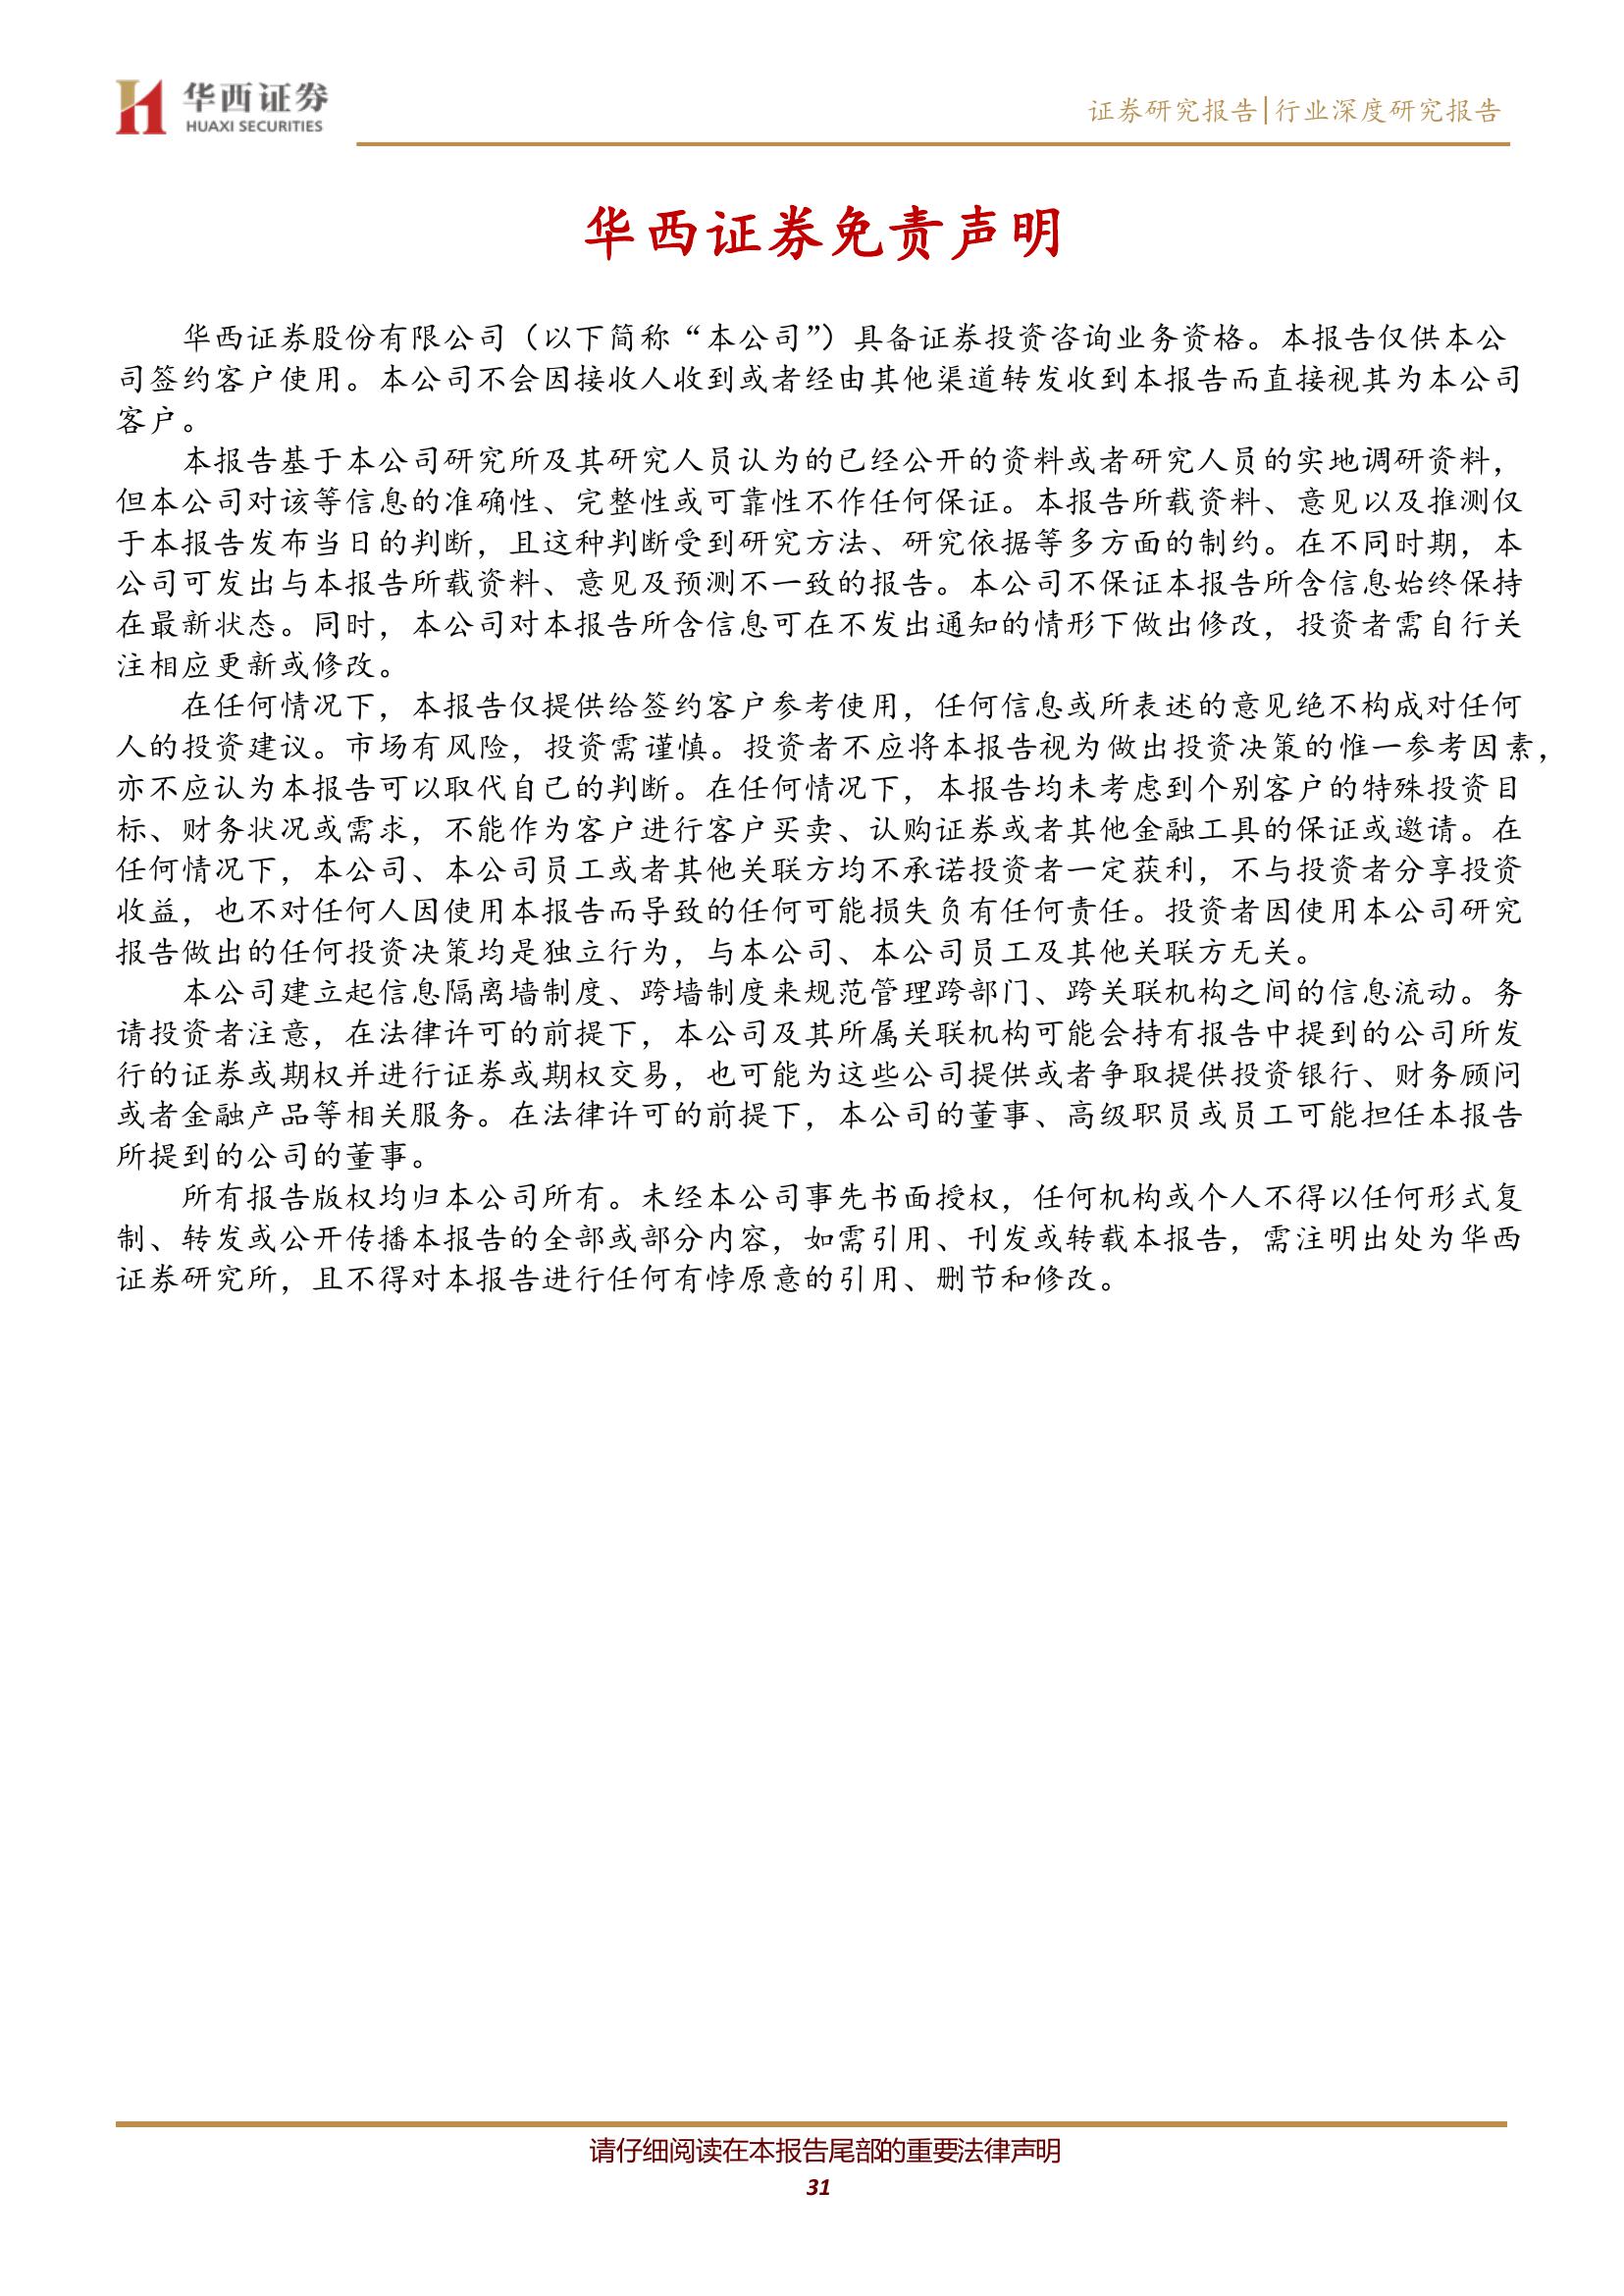 华西证券
HUAXI SECURITIES
证券研究报告|行业深度研究报告
华西证券免责声明
华西证券股份有限公司（以下简称“本公司”）具备证券投资咨询业务资格。本报告仅供本公
司签约客户使用。本公司不会因接收人收到或者经由其他渠道转发收到本报告而直接视其为本公司
客户。
本报告基于本公司研究所及其研究人员认为的已经公开的资料或者研究人员的实地调研资料，
但本公司对该等信息的准确性、完整性或可靠性不作任何保证。本报告所载资料、意见以及推测仅
于本报告发布当日的判断，且这种判断受到研究方法、研究依据等多方面的制约。在不同时期，本
公司可发出与本报告所载资料、意见及预测不一致的报告。本公司不保证本报告所含信息始终保持
在最新状态。同时，本公司对本报告所含信息可在不发出通知的情形下做出修改，投资者需自行关
注相应更新或修改。
在任何情况下，本报告仅提供给签约客户参考使用，任何信息或所表述的意见绝不构成对任何
人的投资建议。市场有风险，投资需谨慎。投资者不应将本报告视为做出投资决策的惟一参考因素，
亦不应认为本报告可以取代自己的判断。在任何情况下，本报告均未考虑到个别客户的特殊投资目
标、财务状况或需求，不能作为客户进行客户买卖、认购证券或者其他金融工具的保证或邀请。在
任何情况下，本公司、本公司员工或者其他关联方均不承诺投资者一定获利，不与投资者分享投资
收益，也不对任何人因使用本报告而导致的任何可能损失负有任何责任。投资者因使用本公司研究
报告做出的任何投资决策均是独立行为，与本公司、本公司员工及其他关联方无关。
本公司建立起信息隔离墙制度、跨墙制度来规范管理跨部门、跨关联机构之间的信息流动。务
请投资者注意，在法律许可的前提下，本公司及其所属关联机构可能会持有报告中提到的公司所发
行的证券或期权并进行证券或期权交易，也可能为这些公司提供或者争取提供投资银行、财务顾问
或者金融产品等相关服务。在法律许可的前提下，本公司的董事、高级职员或员工可能担任本报告
所提到的公司的董事。
所有报告版权均归本公司所有。未经本公司事先书面授权，任何机构或个人不得以任何形式复
制、转发或公开传播本报告的全部或部分内容，如需引用、刊发或转载本报告，需注明出处为华西
证券研究所，且不得对本报告进行任何有悖原意的引用、删节和修改。
请仔细阅读在本报告尾部的重要法律声明
31